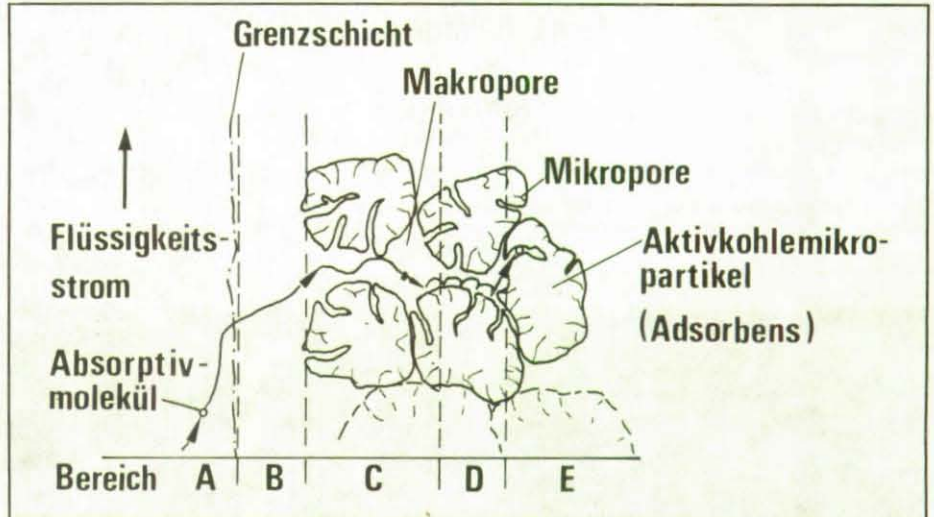 Grenzschicht
Makropore
Mikropore
Flüssigkeits-
strom
Aktivkohlemikro-
partikel
(Adsorbens)
Absorptiv-
molekül
Bereich A B C D E